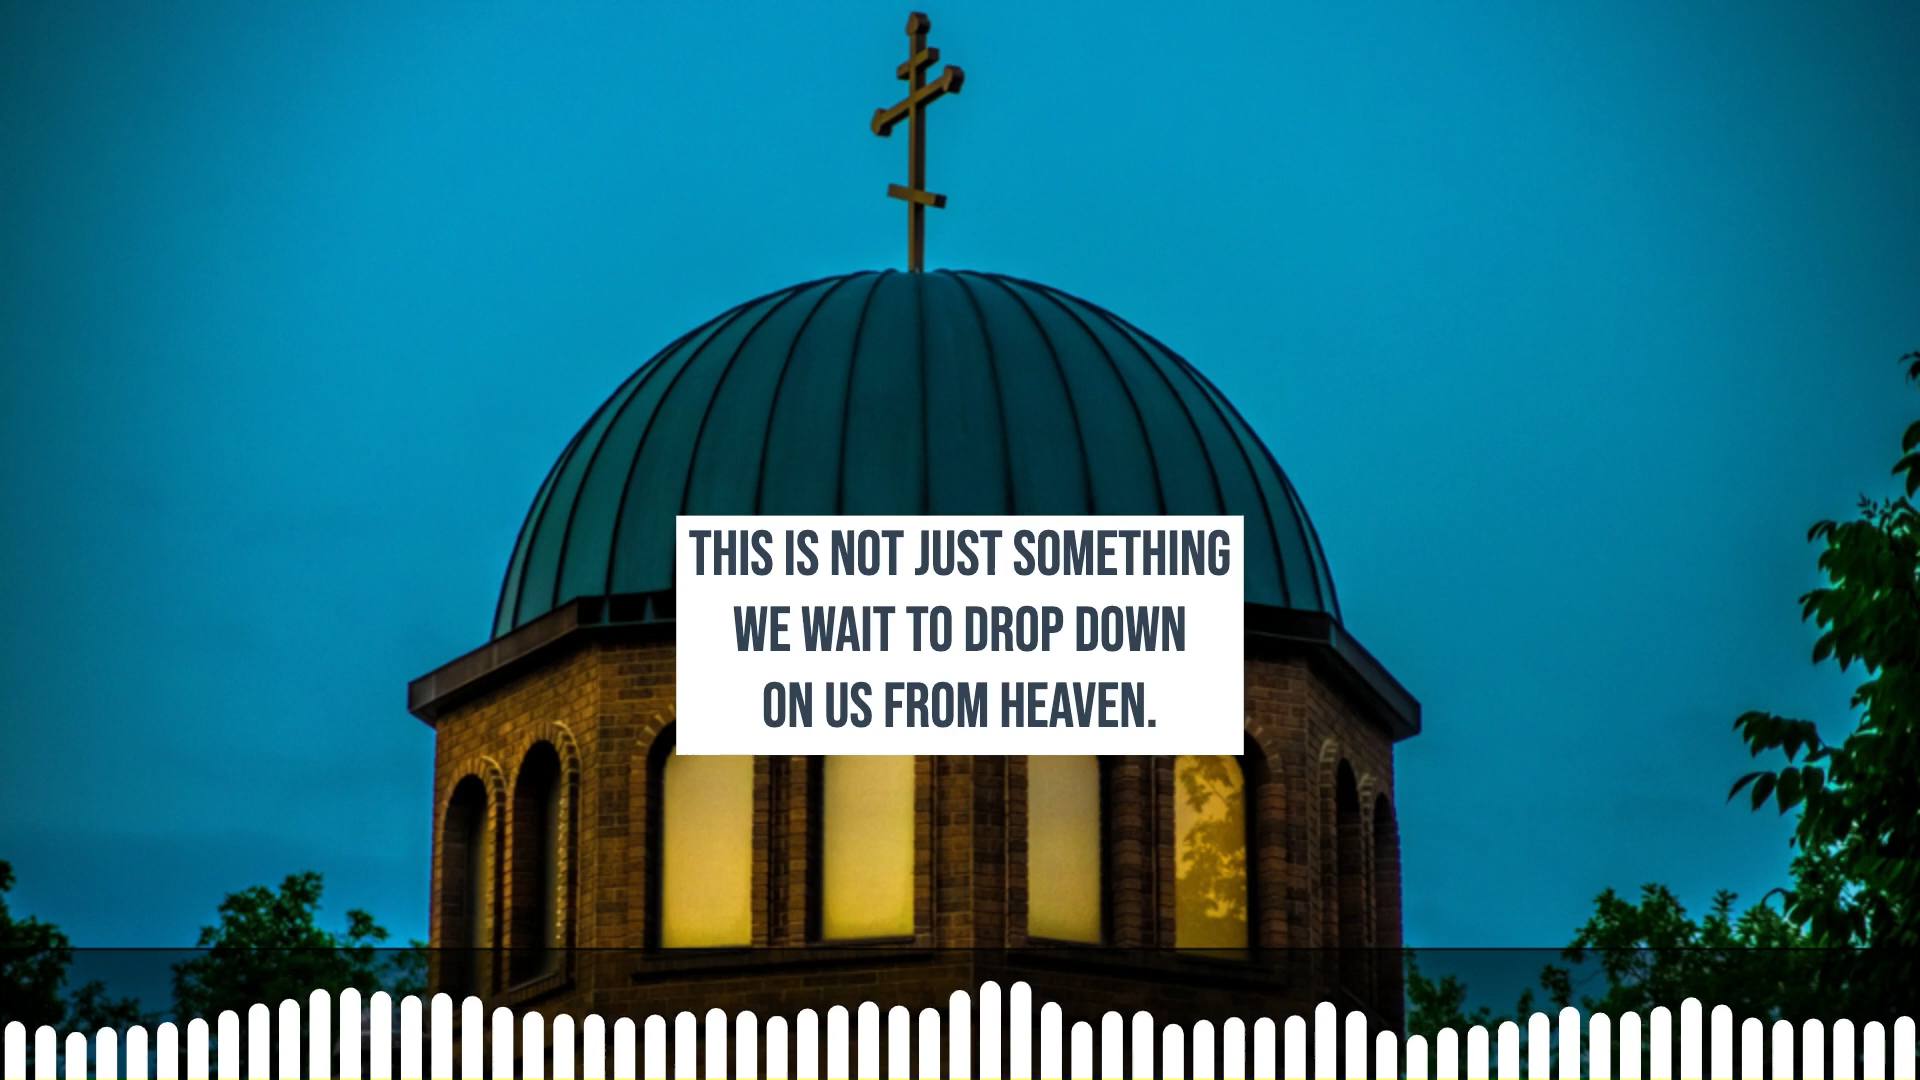 THIS IS NOT JUST SOMETHING
WE WAIT TO DROP DOWN
ON US FROM HEAVEN.